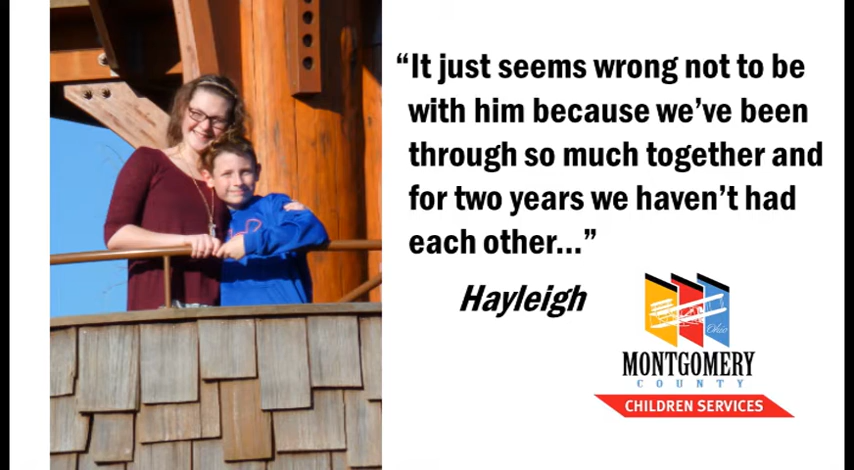 “It just seems wrong not to be
with him because we’ve been
through so much together and
for two years we haven’t had
each other...”
Hayleigh
Ohio
MONTGOMERY
COUNTY
CHILDREN SERVICES